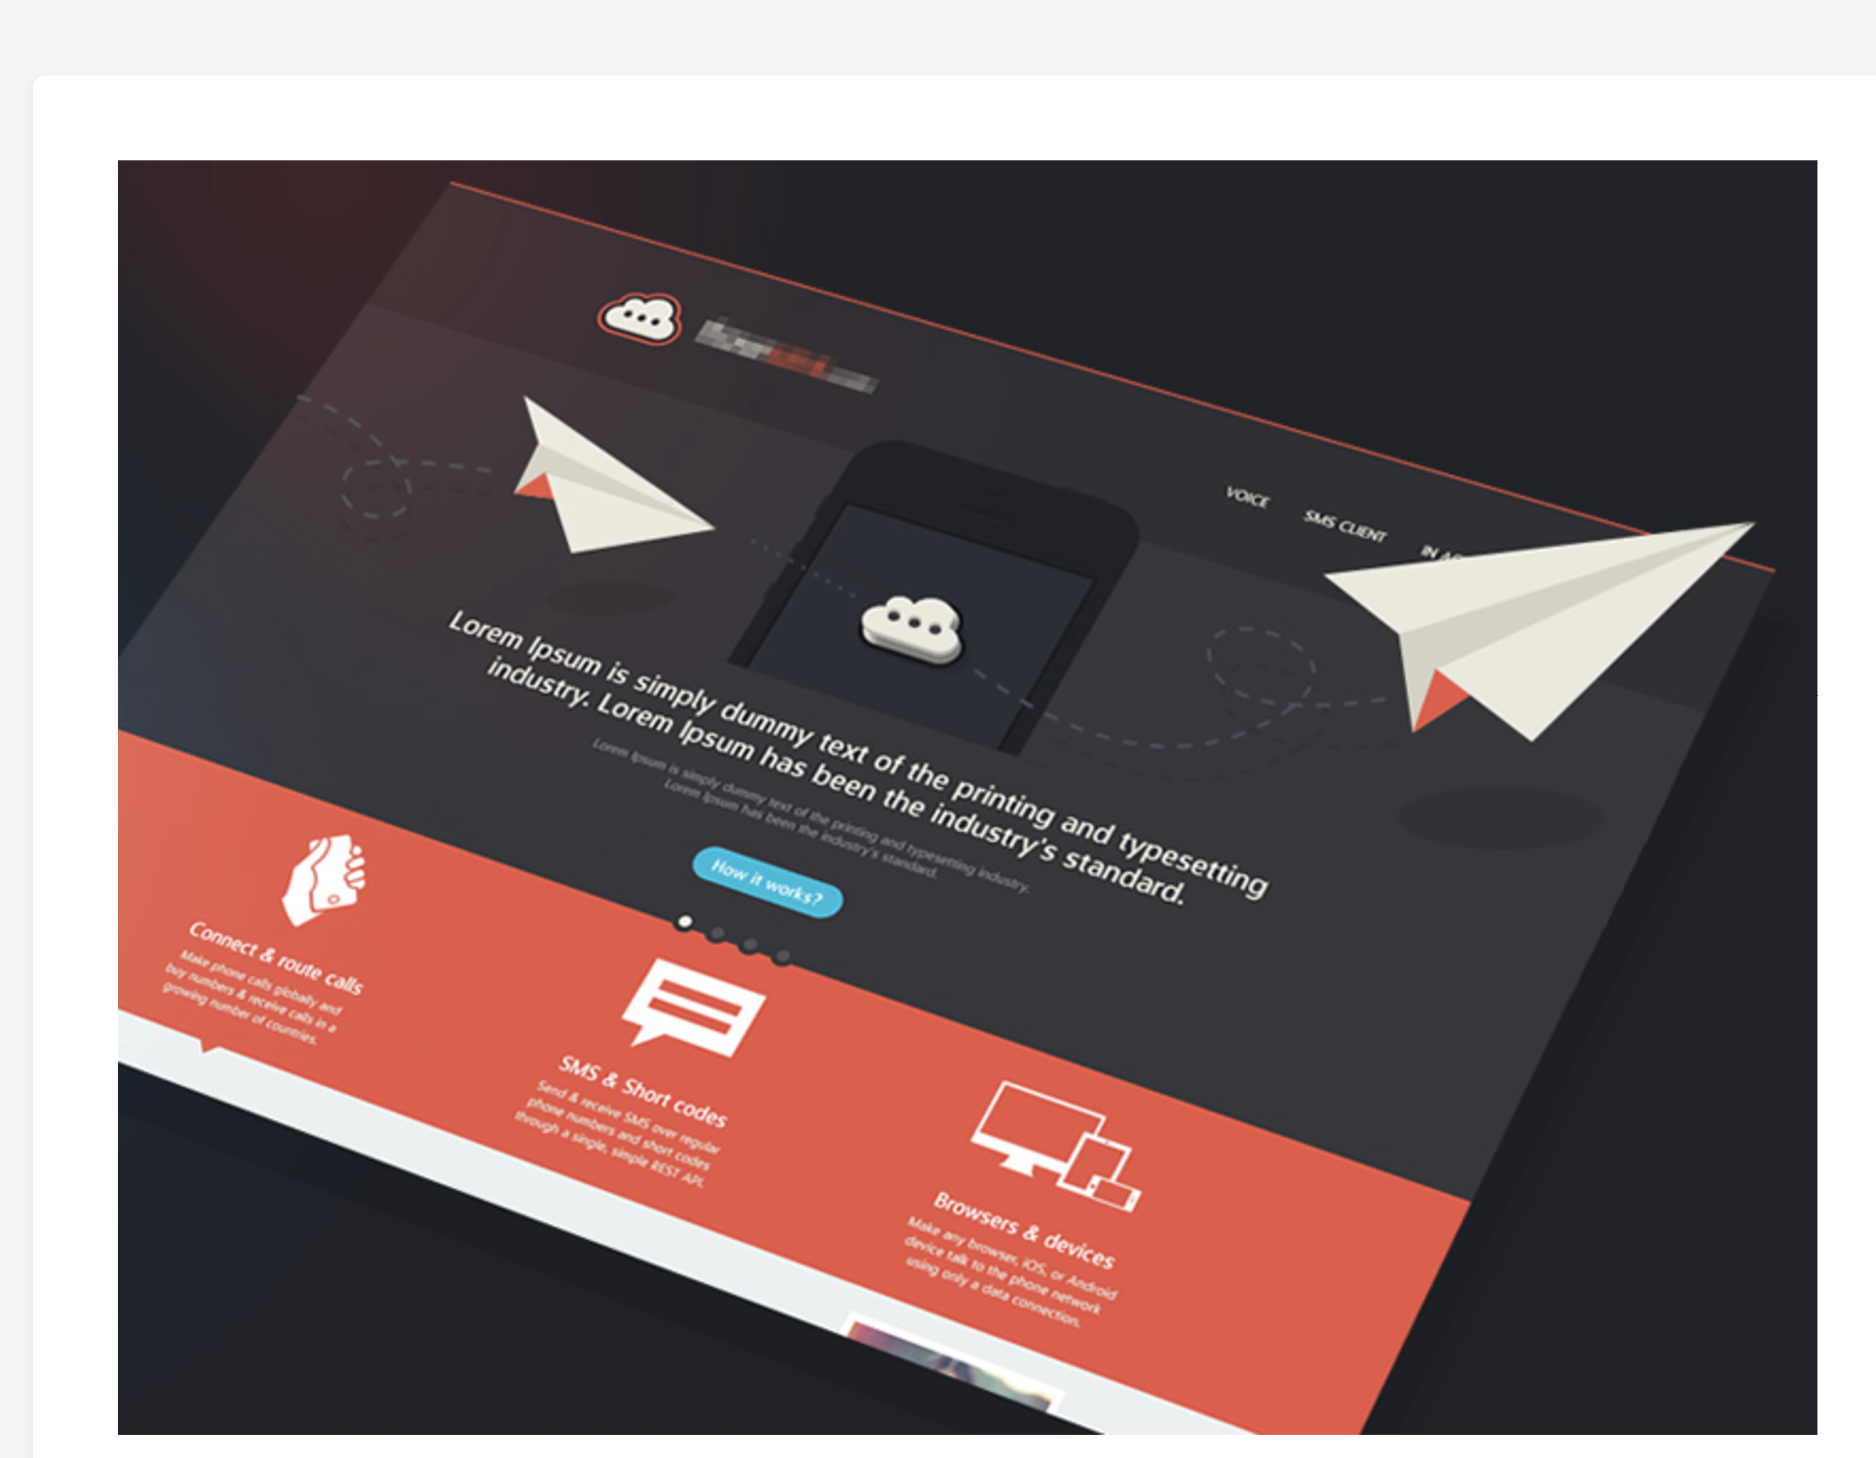 VOICE
SMS CLIENT
IN
Lorem Ipsum is simply dummy text of the printing and typesetting
industry. Lorem Ipsum has been the industry's standard.
Lorem Ipsum is simply dummy text of the printing and typesetting industry.
Lorem Ipsum has been the industry's standard.
How it works?
Connect & route calls
Make phone calls globally and
buy numbers & receive calls in a
growing number of countries.
SMS & Short codes
Send & receive SMS over regular
phone numbers and short codes
through a single, simple REST API.
Browsers & devices
Make any browser, iOS, or Android
device talk to the phone network
using only a data connection.